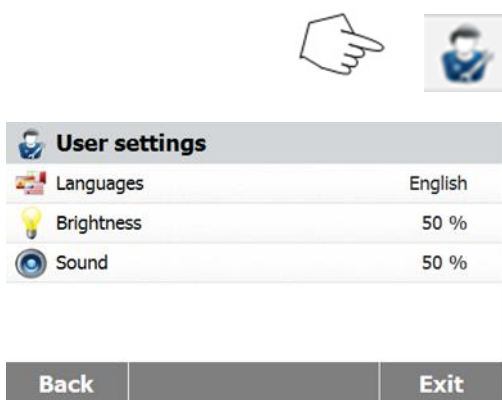 User settings
Languages English
Brightness 50 %
Sound 50 %
Back Exit